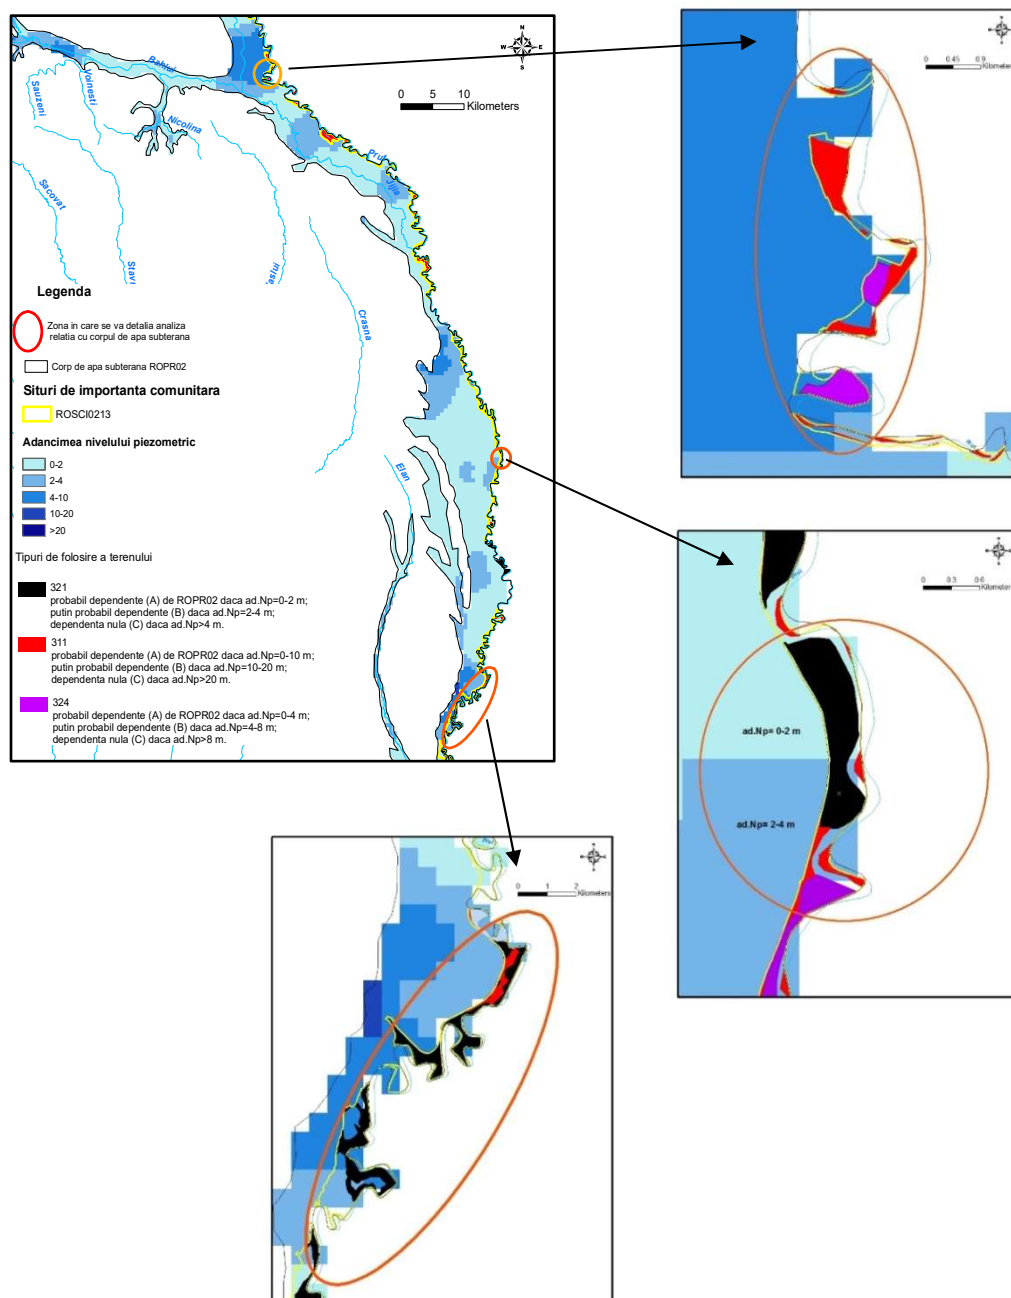 N
W E
S
0 5 10
Kilometers
Bahlui
Voinesti
Sauzeni
Nicolina
Sacovat
Prut
Jijia
Crasna
Elan
Legenda
Zona in care se va detalia analiza
relatia cu corpul de apa subterana
Corp de apa subterana ROPR02
Situri de importanta comunitara
ROSCI0213
Adancimea nivelului piezometric
0-2
2-4
4-10
10-20
>20
Tipuri de folosire a terenului
321
probabil dependente (A) de ROPR02 daca ad.Np=0-2 m;
putin probabil dependente (B) daca ad.Np=2-4 m;
dependenta nula (C) daca ad.Np>4 m.
311
probabil dependente (A) de ROPR02 daca ad.Np=0-10 m;
putin probabil dependente (B) daca ad.Np=10-20 m;
dependenta nula (C) daca ad.Np>20 m.
324
probabil dependente (A) de ROPR02 daca ad.Np=0-4 m;
putin probabil dependente (B) daca ad.Np=4-8 m;
dependenta nula (C) daca ad.Np>8 m.
0 0.45 0.9
Kilometers
0 0.3 0.6
Kilometers
ad.Np= 0-2 m
ad.Np= 2-4 m
0 1 2
Kilometers